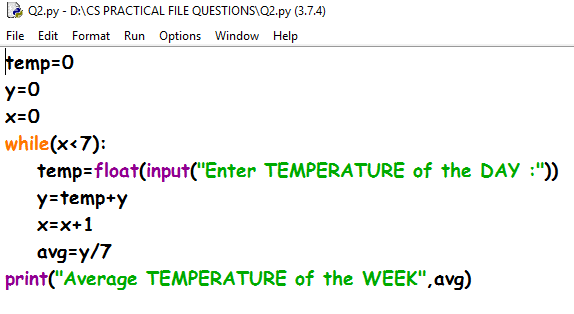 Q2.py - D:\CS PRACTICAL FILE QUESTIONS\Q2.py (3.7.4)
File Edit Format Run Options Window Help
temp=0
y=0
x=0
while(x<7):
    temp=float(input("Enter TEMPERATURE of the DAY :"))
    y=temp+y
    x=x+1
    avg=y/7
print("Average TEMPERATURE of the WEEK",avg)